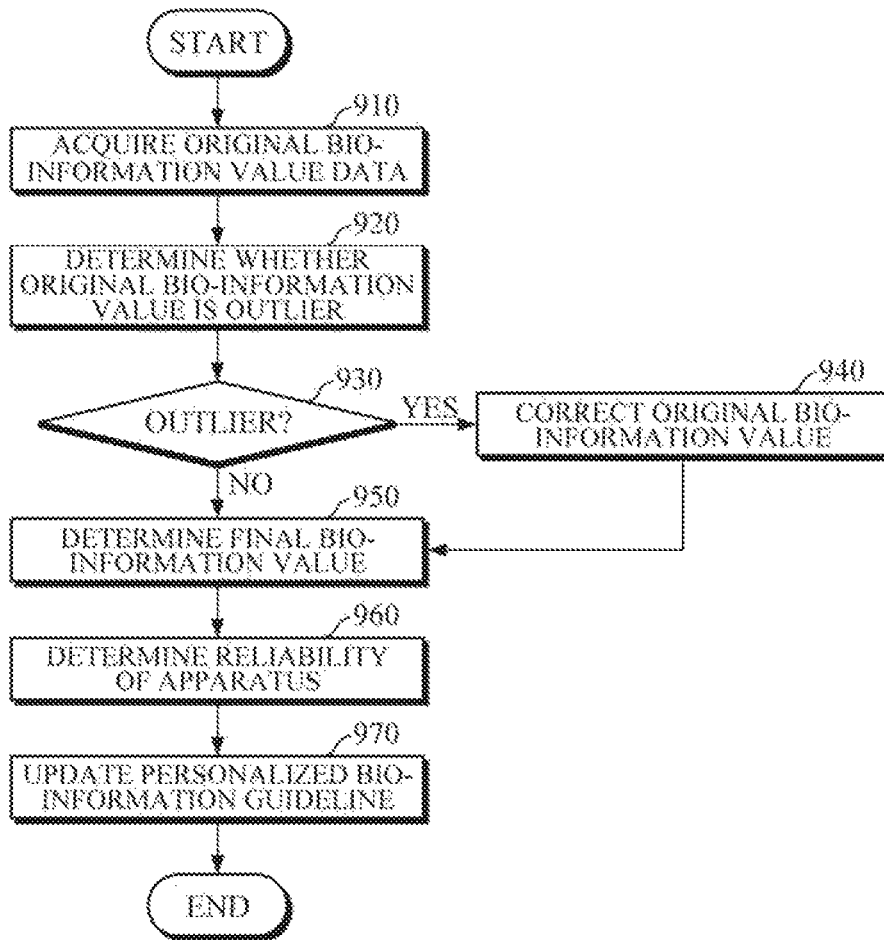 START
910
ACQUIRE ORIGINAL BIO-
INFORMATION VALUE DATA
920
DETERMINE WHETHER
ORIGINAL BIO-INFORMATION
VALUE IS OUTLIER
930
OUTLIER?
YES
940
CORRECT ORIGINAL BIO-
INFORMATION VALUE
NO
950
DETERMINE FINAL BIO-
INFORMATION VALUE
960
DETERMINE RELIABILITY
OF APPARATUS
970
UPDATE PERSONALIZED BIO-
INFORMATION GUIDELINE
END